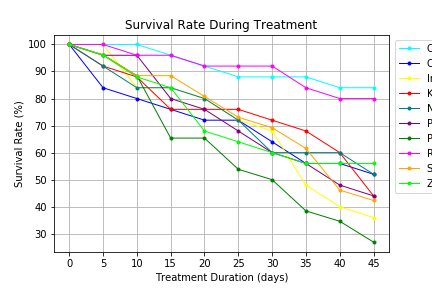 Survival Rate During Treatment
100
90
80
70
60
50
40
30
Survival Rate (%)
0 5 10 15 20 25 30 35 40 45
Treatment Duration (days)
C
C
I
K
N
P
P
R
S
Z